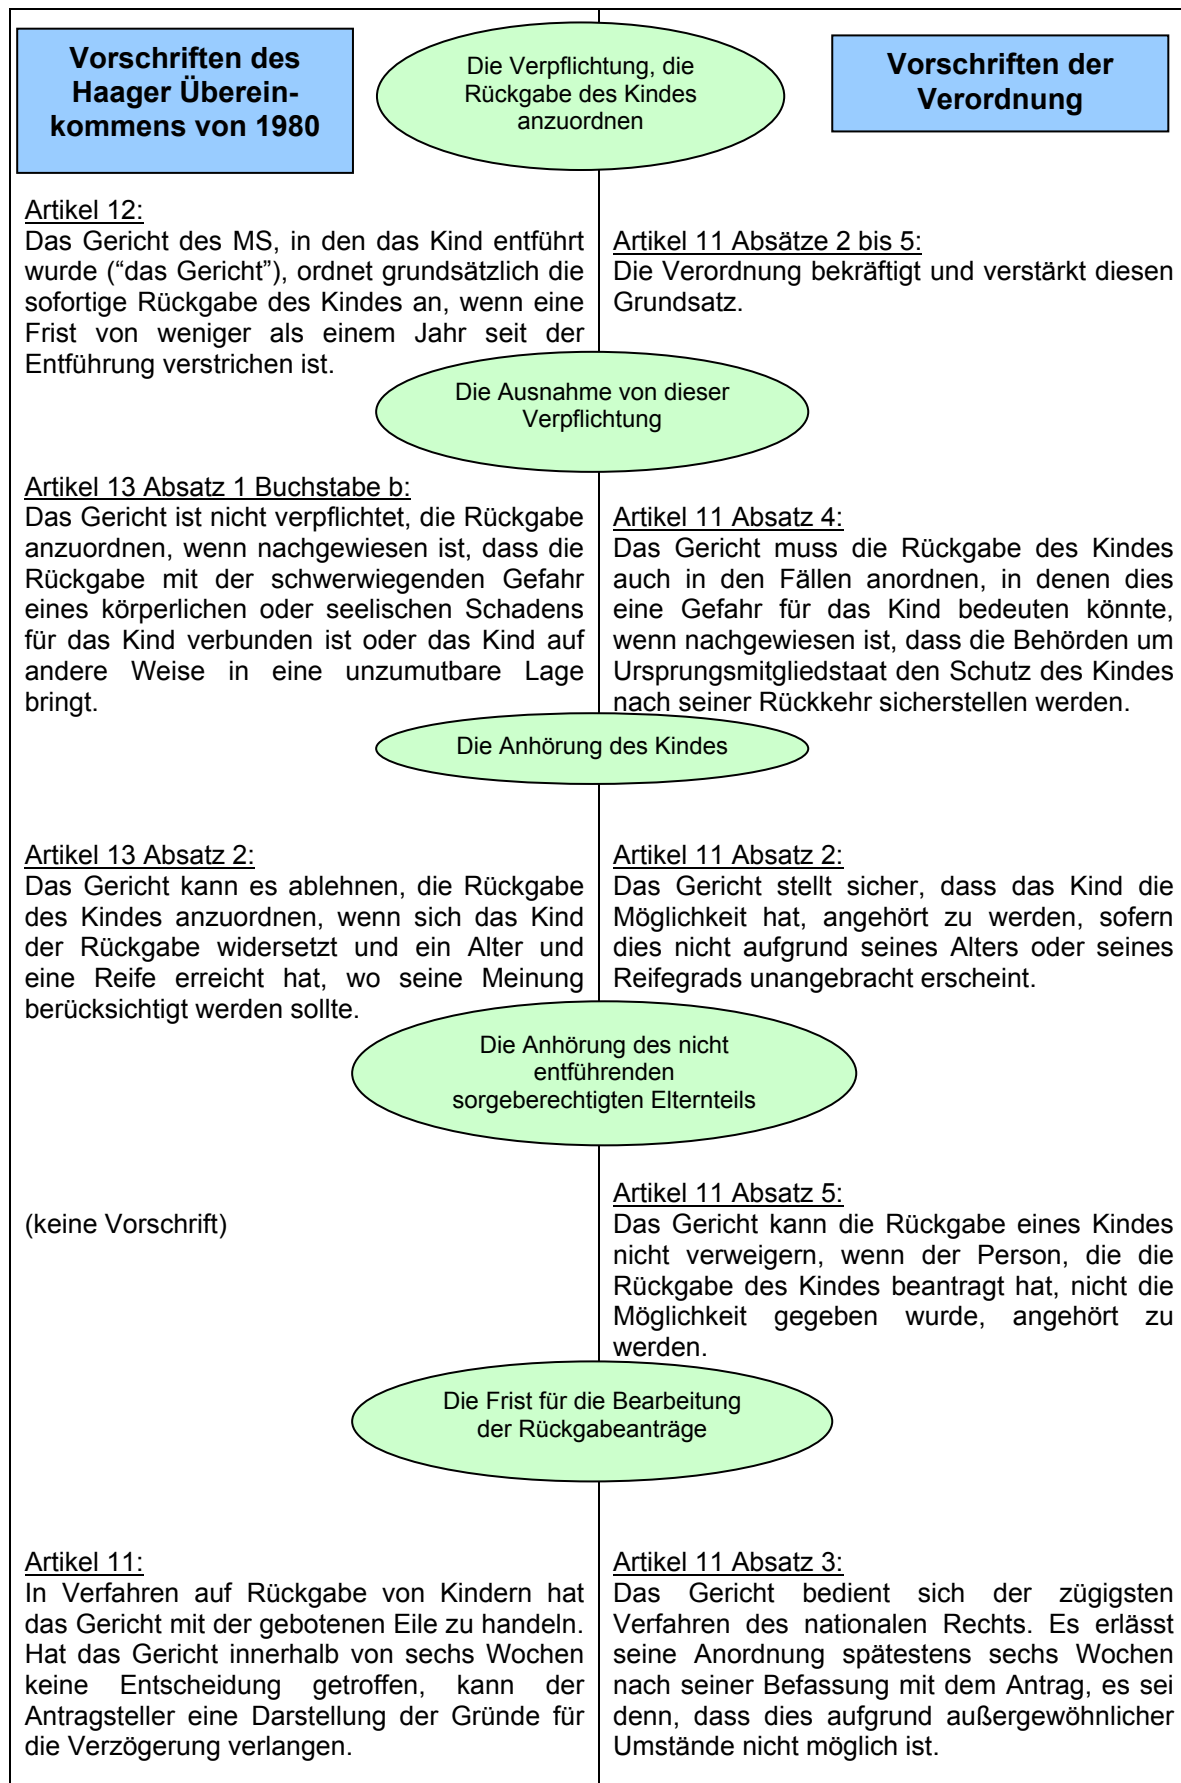 Vorschriften des
Haager Überein-
kommens von 1980
Die Verpflichtung, die
Rückgabe des Kindes
anzuordnen
Vorschriften der
Verordnung
Artikel 12:
Das Gericht des MS, in den das Kind entführt
wurde (“das Gericht”), ordnet grundsätzlich die
sofortige Rückgabe des Kindes an, wenn eine
Frist von weniger als einem Jahr seit der
Entführung verstrichen ist.
Artikel 11 Absätze 2 bis 5:
Die Verordnung bekräftigt und verstärkt diesen
Grundsatz.
Die Ausnahme von dieser
Verpflichtung
Artikel 13 Absatz 1 Buchstabe b:
Das Gericht ist nicht verpflichtet, die Rückgabe
anzuordnen, wenn nachgewiesen ist, dass die
Rückgabe mit der schwerwiegenden Gefahr
eines körperlichen oder seelischen Schadens
für das Kind verbunden ist oder das Kind auf
andere Weise in eine unzumutbare Lage
bringt.
Artikel 11 Absatz 4:
Das Gericht muss die Rückgabe des Kindes
auch in den Fällen anordnen, in denen dies
eine Gefahr für das Kind bedeuten könnte,
wenn nachgewiesen ist, dass die Behörden um
Ursprungsmitgliedstaat den Schutz des Kindes
nach seiner Rückkehr sicherstellen werden.
Die Anhörung des Kindes
Artikel 13 Absatz 2:
Das Gericht kann es ablehnen, die Rückgabe
des Kindes anzuordnen, wenn sich das Kind
der Rückgabe widersetzt und ein Alter und
eine Reife erreicht hat, wo seine Meinung
berücksichtigt werden sollte.
Artikel 11 Absatz 2:
Das Gericht stellt sicher, dass das Kind die
Möglichkeit hat, angehört zu werden, sofern
dies nicht aufgrund seines Alters oder seines
Reifegrads unangebracht erscheint.
Die Anhörung des nicht
entführenden
sorgeberechtigten Elternteils
(keine Vorschrift)
Artikel 11 Absatz 5:
Das Gericht kann die Rückgabe eines Kindes
nicht verweigern, wenn der Person, die die
Rückgabe des Kindes beantragt hat, nicht die
Möglichkeit gegeben wurde, angehört zu
werden.
Die Frist für die Bearbeitung
der Rückgabeanträge
Artikel 11:
In Verfahren auf Rückgabe von Kindern hat
das Gericht mit der gebotenen Eile zu handeln.
Hat das Gericht innerhalb von sechs Wochen
keine Entscheidung getroffen, kann der
Antragsteller eine Darstellung der Gründe für
die Verzögerung verlangen.
Artikel 11 Absatz 3:
Das Gericht bedient sich der zügigsten
Verfahren des nationalen Rechts. Es erlässt
seine Anordnung spätestens sechs Wochen
nach seiner Befassung mit dem Antrag, es sei
denn, dass dies aufgrund außergewöhnlicher
Umstände nicht möglich ist.